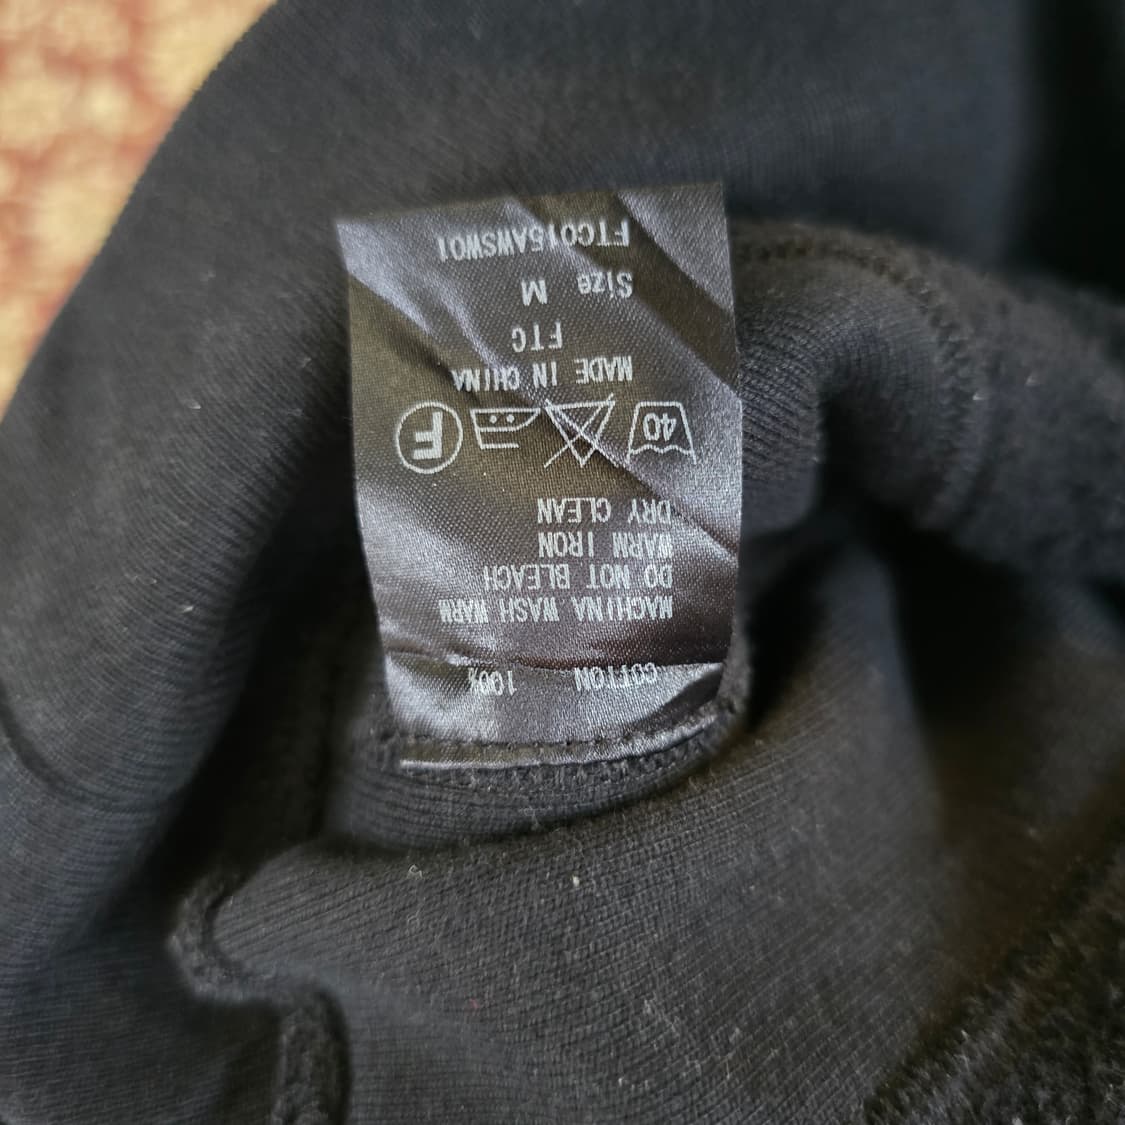 COTTON 100%
MACHINA WASH WARM
DO NOT BLEACH
WARM IRON
DRY CLEAN
40 F
MADE IN CHINA
FTC
Size M
FTC015AWSW01